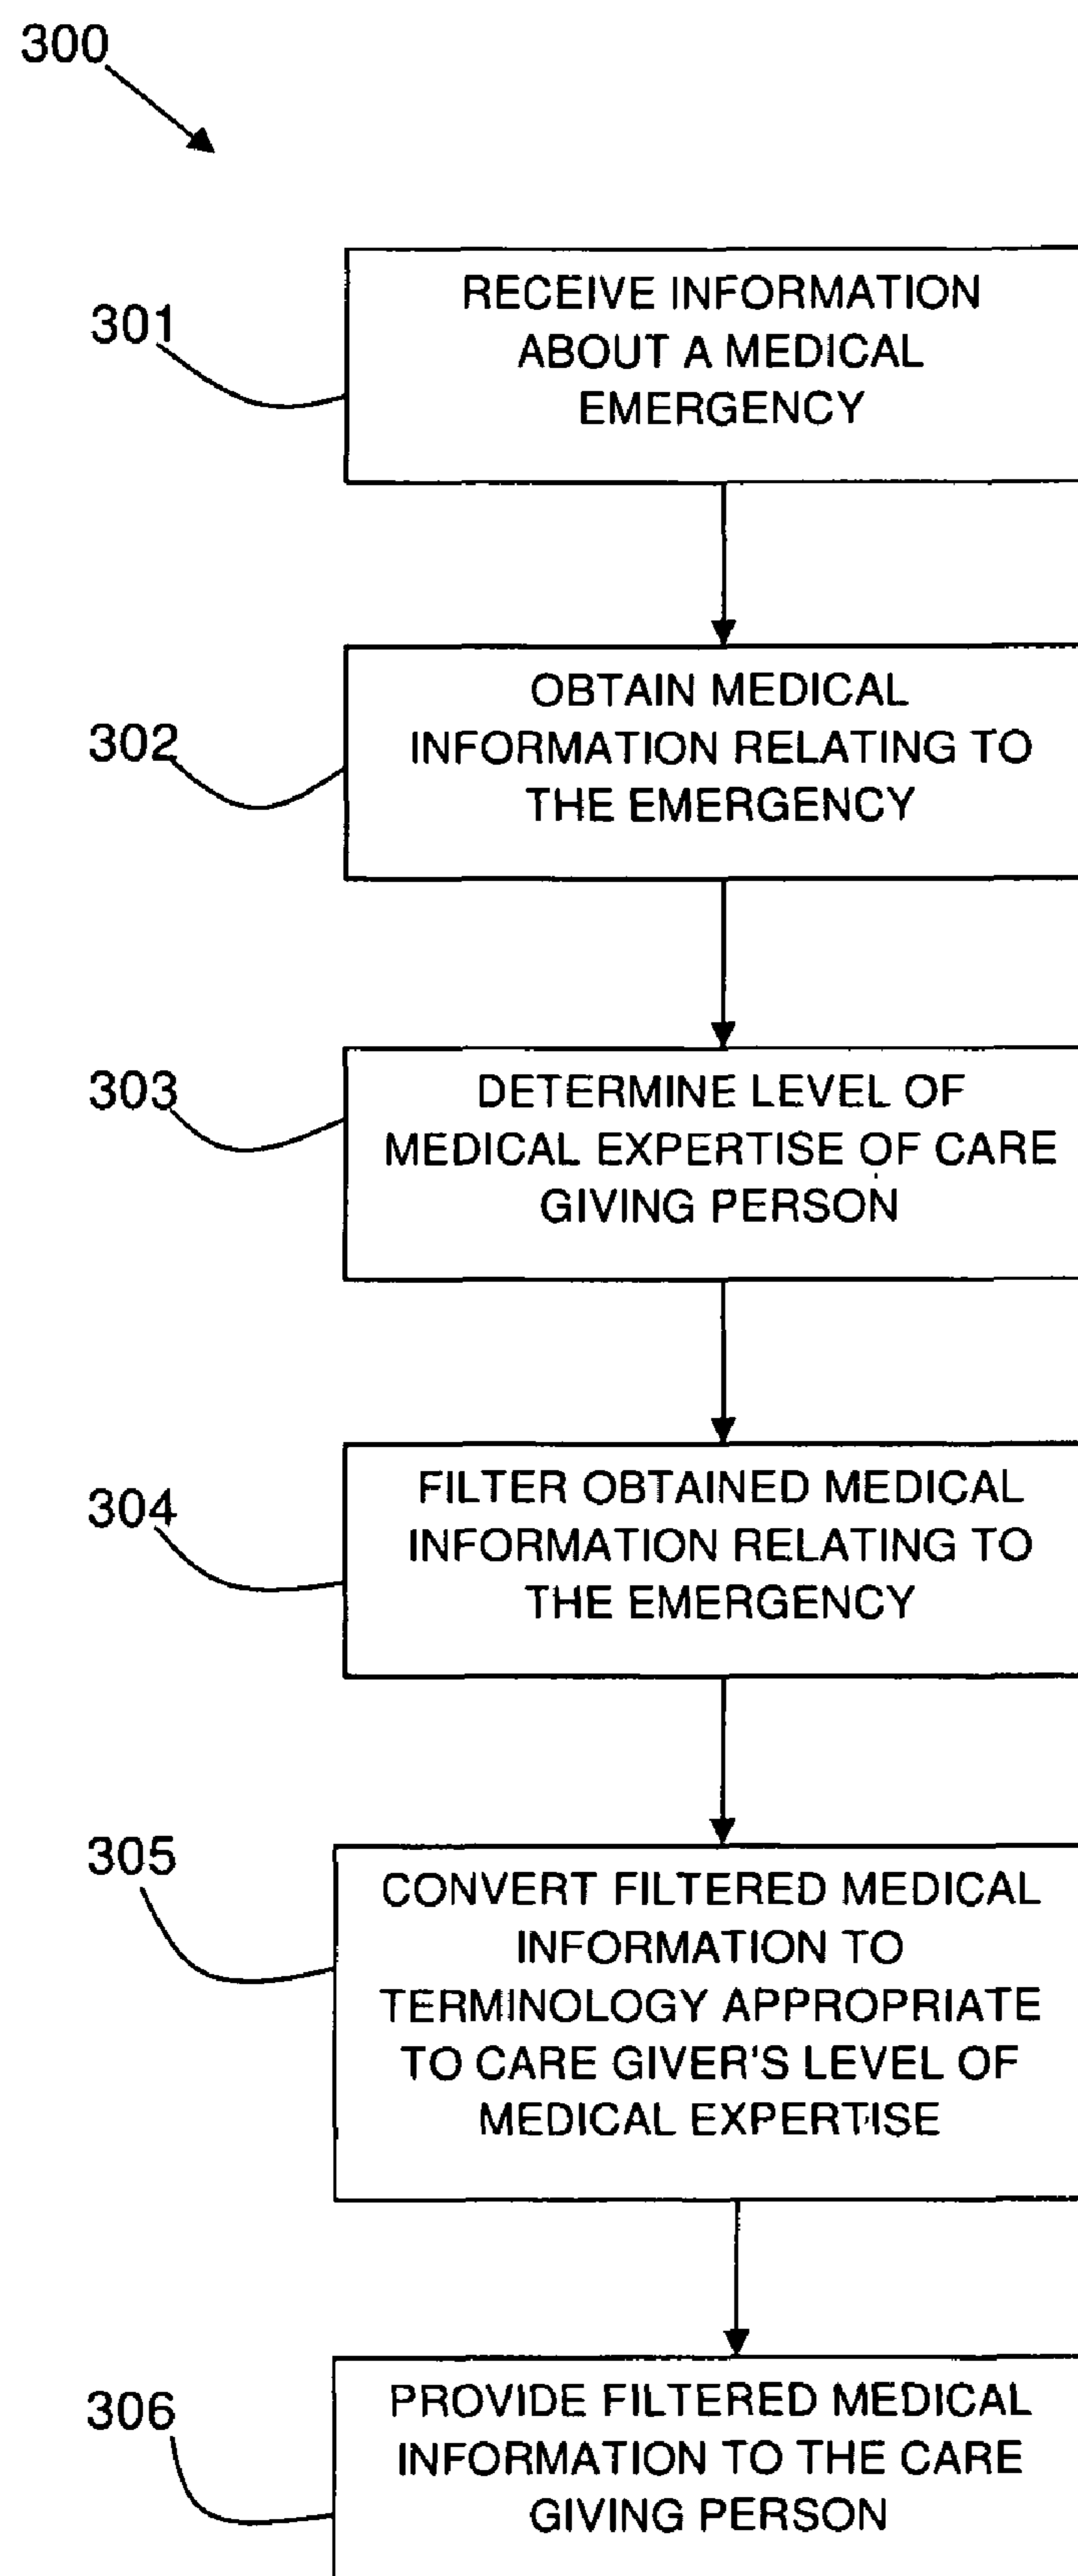 300
301
RECEIVE INFORMATION
ABOUT A MEDICAL
EMERGENCY
302
OBTAIN MEDICAL
INFORMATION RELATING TO
THE EMERGENCY
303
DETERMINE LEVEL OF
MEDICAL EXPERTISE OF CARE
GIVING PERSON
304
FILTER OBTAINED MEDICAL
INFORMATION RELATING TO
THE EMERGENCY
305
CONVERT FILTERED MEDICAL
INFORMATION TO
TERMINOLOGY APPROPRIATE
TO CARE GIVER'S LEVEL OF
MEDICAL EXPERTISE
306
PROVIDE FILTERED MEDICAL
INFORMATION TO THE CARE
GIVING PERSON